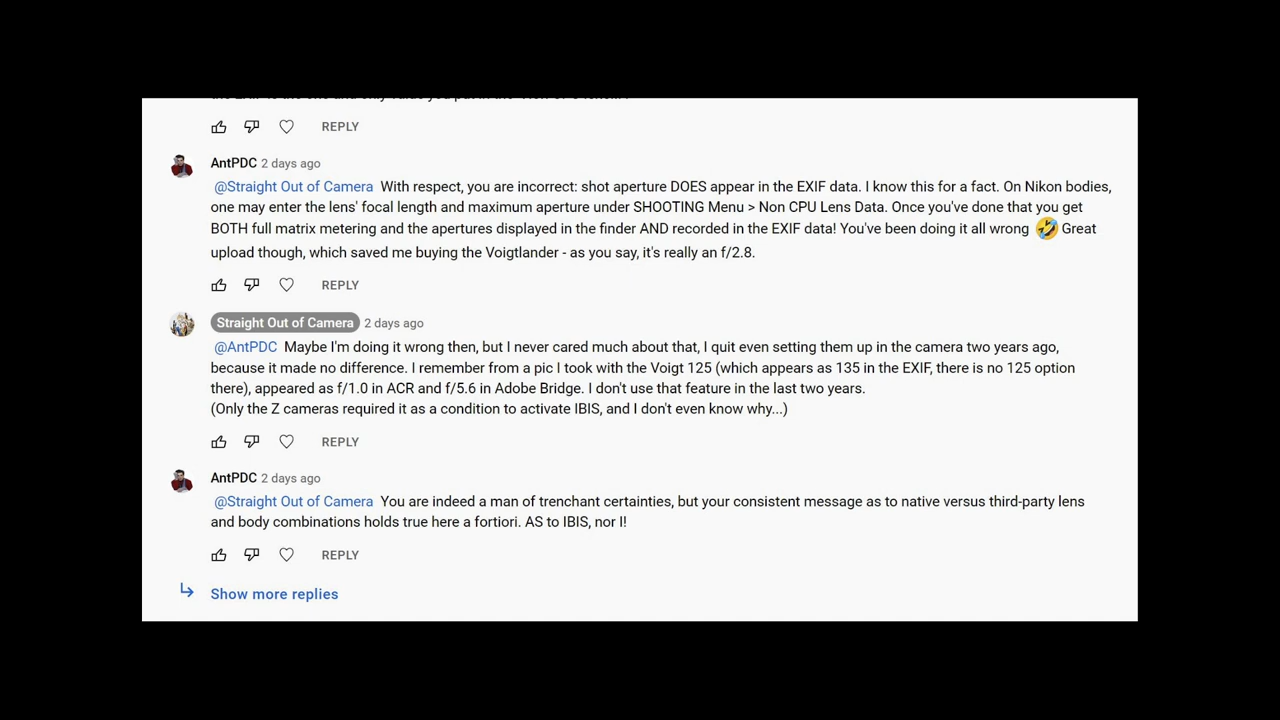 REPLY
AntPDC 2 days ago
@Straight Out of Camera With respect, you are incorrect: shot aperture DOES appear in the EXIF data. I know this for a fact. On Nikon bodies,
one may enter the lens' focal length and maximum aperture under SHOOTING Menu > Non CPU Lens Data. Once you've done that you get
BOTH full matrix metering and the apertures displayed in the finder AND recorded in the EXIF data! You've been doing it all wrong 🤣 Great
upload though, which saved me buying the Voigtlander - as you say, it's really an f/2.8.
REPLY
Straight Out of Camera 2 days ago
@AntPDC Maybe I'm doing it wrong then, but I never cared much about that, I quit even setting them up in the camera two years ago,
because it made no difference. I remember from a pic I took with the Voigt 125 (which appears as 135 in the EXIF, there is no 125 option
there), appeared as f/1.0 in ACR and f/5.6 in Adobe Bridge. I don't use that feature in the last two years.
(Only the Z cameras required it as a condition to activate IBIS, and I don't even know why...)
REPLY
AntPDC 2 days ago
@Straight Out of Camera You are indeed a man of trenchant certainties, but your consistent message as to native versus third-party lens
and body combinations holds true here a fortiori. AS to IBIS, nor I!
REPLY
Show more replies